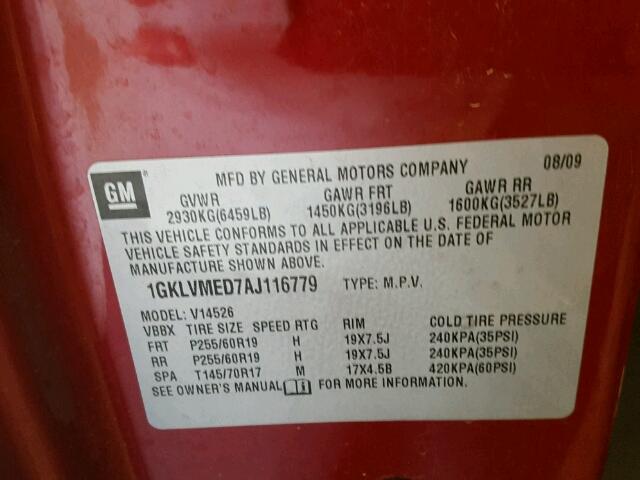 GM
MFD BY GENERAL MOTORS COMPANY 08/09
GVWR GAWR FRT GAWR RR
2930KG(6459LB) 1450KG(3196LB) 1600KG(3527LB)
THIS VEHICLE CONFORMS TO ALL APPLICABLE U.S. FEDERAL MOTOR
VEHICLE SAFETY STANDARDS IN EFFECT ON THE DATE OF
MANUFACTURE SHOWN ABOVE.
1GKLVMED7AJ116779 TYPE: M.P.V.
MODEL: V14526
VBBX TIRE SIZE SPEED RTG RIM COLD TIRE PRESSURE
FRT P255/60R19 H 19X7.5J 240KPA(35PSI)
RR P255/60R19 H 19X7.5J 240KPA(35PSI)
SPA T145/70R17 M 17X4.5B 420KPA(60PSI)
SEE OWNER'S MANUAL FOR MORE INFORMATION.